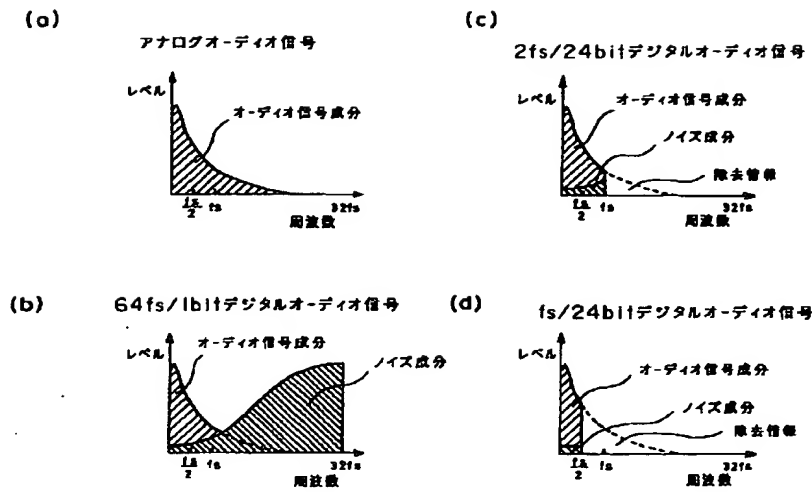 (a)
アナログオーディオ信号
レベル
オーディオ信号成分
fs/2 fs 32fs
周波数
(b)
64fs/1bitデジタルオーディオ信号
レベル
オーディオ信号成分
ノイズ成分
fs/2 fs 32fs
周波数
(c)
2fs/24bitデジタルオーディオ信号
レベル
オーディオ信号成分
ノイズ成分
除去情報
fs/2 fs 32fs
周波数
(d)
fs/24bitデジタルオーディオ信号
レベル
オーディオ信号成分
ノイズ成分
除去情報
fs/2 fs 32fs
周波数